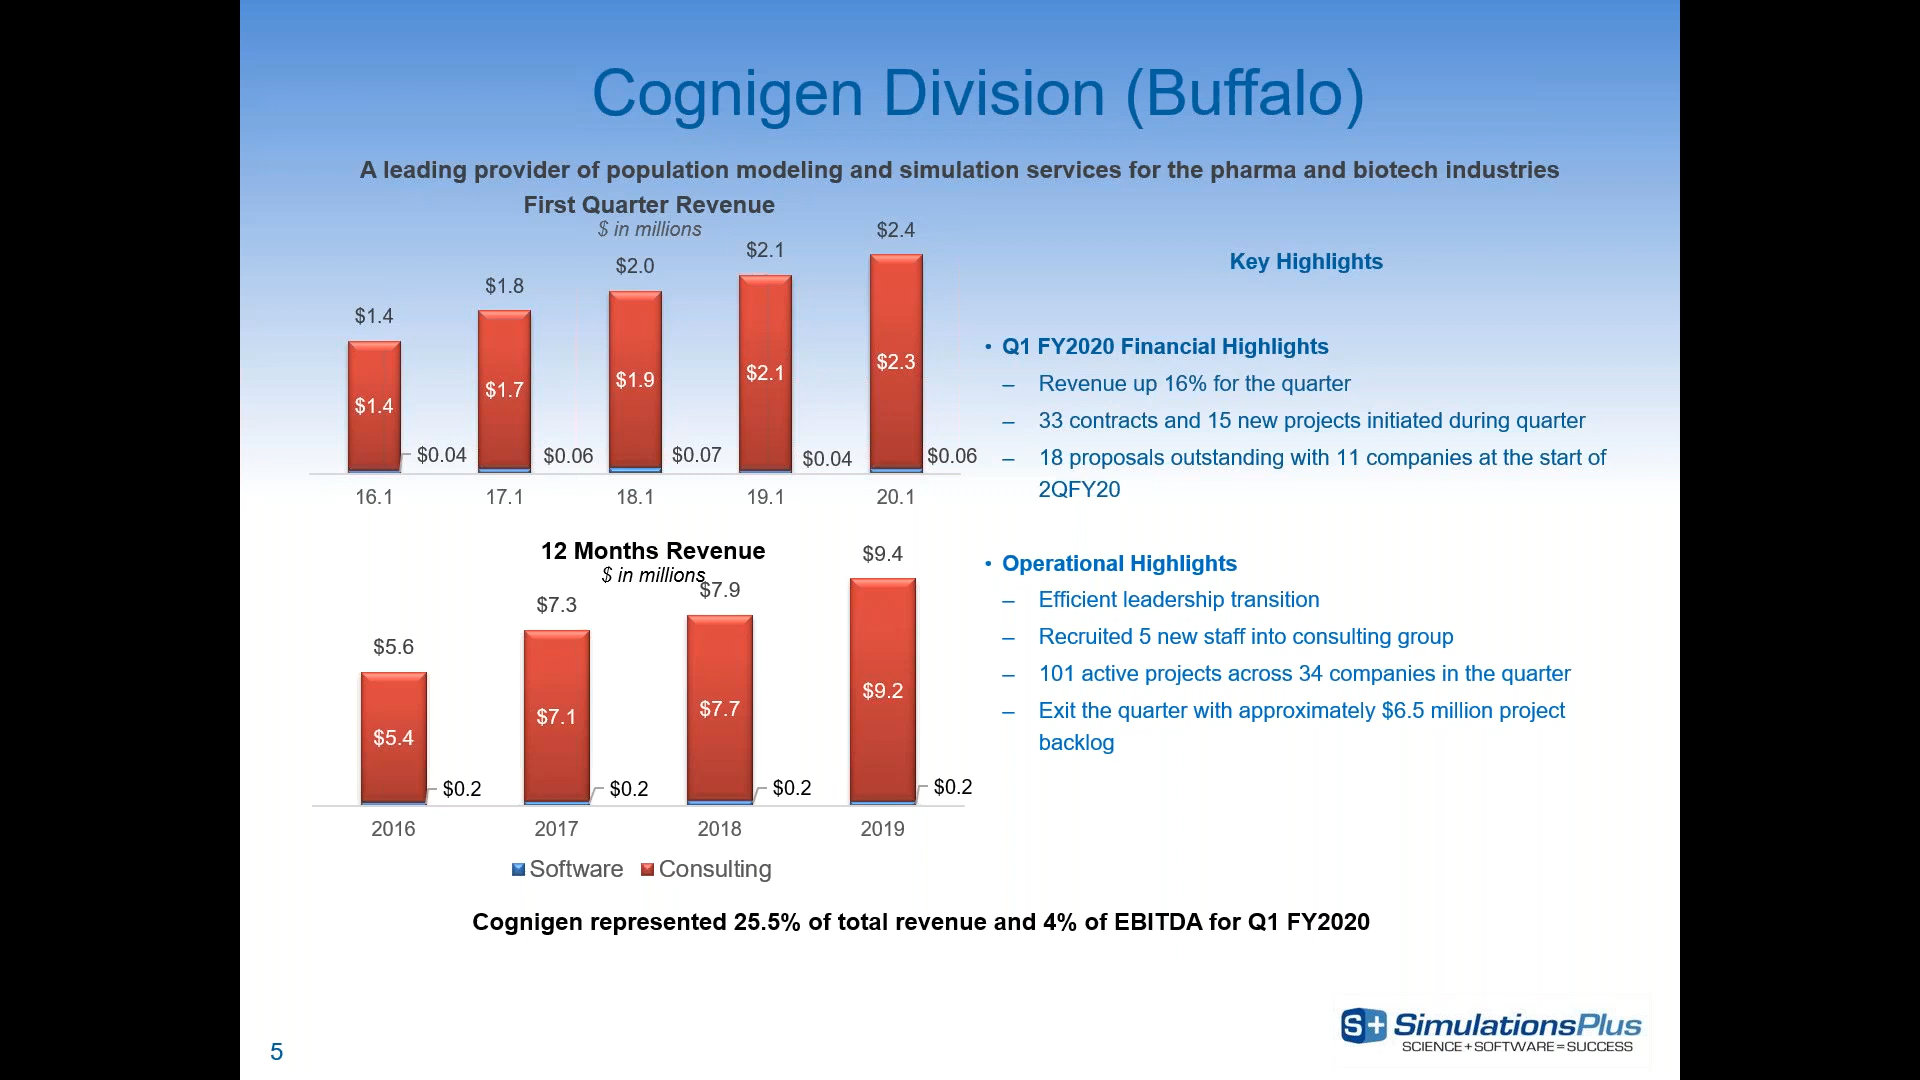 Cognigen Division (Buffalo)
A leading provider of population modeling and simulation services for the pharma and biotech industries
First Quarter Revenue
$ in millions
$1.4
$1.8
$2.0
$2.1
$2.4
$1.4
$1.7
$1.9
$2.1
$2.3
$0.04
$0.06
$0.07
$0.04
$0.06
16.1
17.1
18.1
19.1
20.1
12 Months Revenue
$ in millions
$5.6
$7.3
$7.9
$9.4
$5.4
$7.1
$7.7
$9.2
$0.2
$0.2
$0.2
$0.2
2016
2017
2018
2019
Software
Consulting
Key Highlights
• Q1 FY2020 Financial Highlights
– Revenue up 16% for the quarter
– 33 contracts and 15 new projects initiated during quarter
– 18 proposals outstanding with 11 companies at the start of
2QFY20
• Operational Highlights
– Efficient leadership transition
– Recruited 5 new staff into consulting group
– 101 active projects across 34 companies in the quarter
– Exit the quarter with approximately $6.5 million project
backlog
Cognigen represented 25.5% of total revenue and 4% of EBITDA for Q1 FY2020
5
S+ SimulationsPlus
SCIENCE+SOFTWARE=SUCCESS